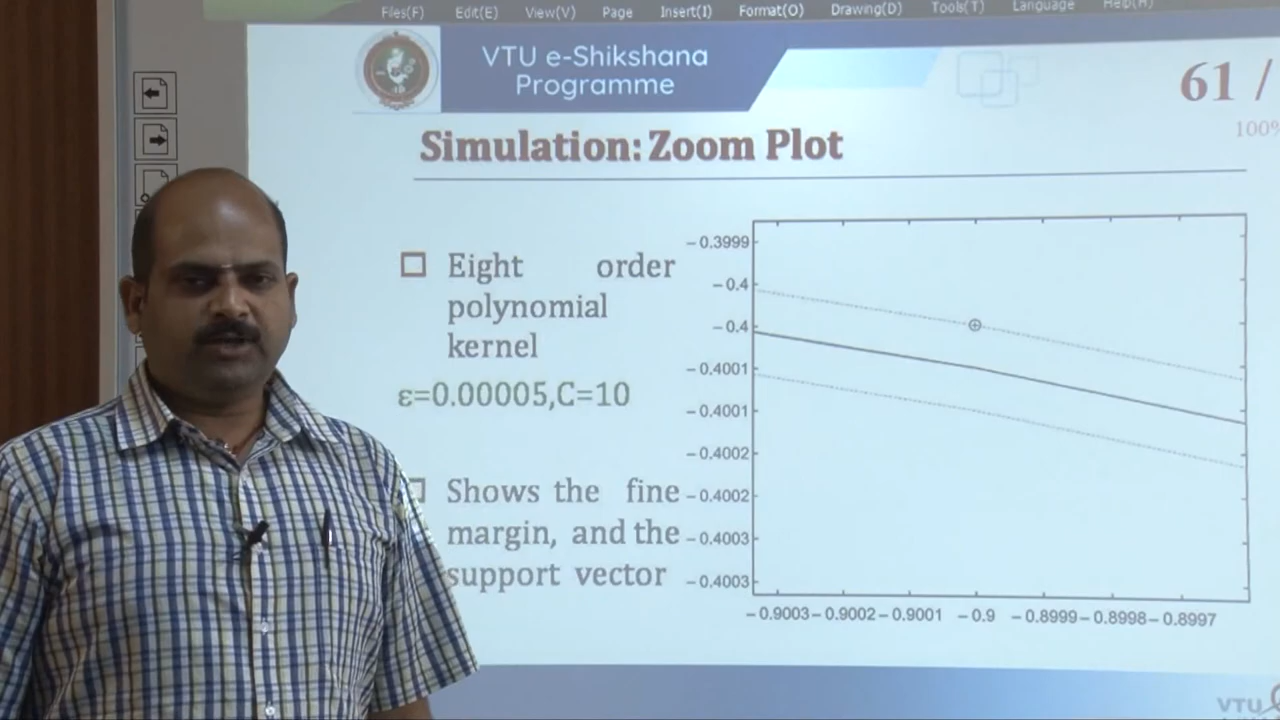 Files(F) Edit(E) View(V) Page Insert(I) Format(O) Drawing(D) Tools(T) Language Help(H)
VTU e-Shikshana
Programme
61 /
100%
Simulation: Zoom Plot
Eight order
polynomial
kernel
ε=0.00005,C=10
Shows the fine
margin, and the
support vector
−0.3999
−0.4
−0.4
−0.4001
−0.4001
−0.4002
−0.4002
−0.4003
−0.4003
−0.9003 −0.9002 −0.9001 −0.9 −0.8999 −0.8998 −0.8997
VTU